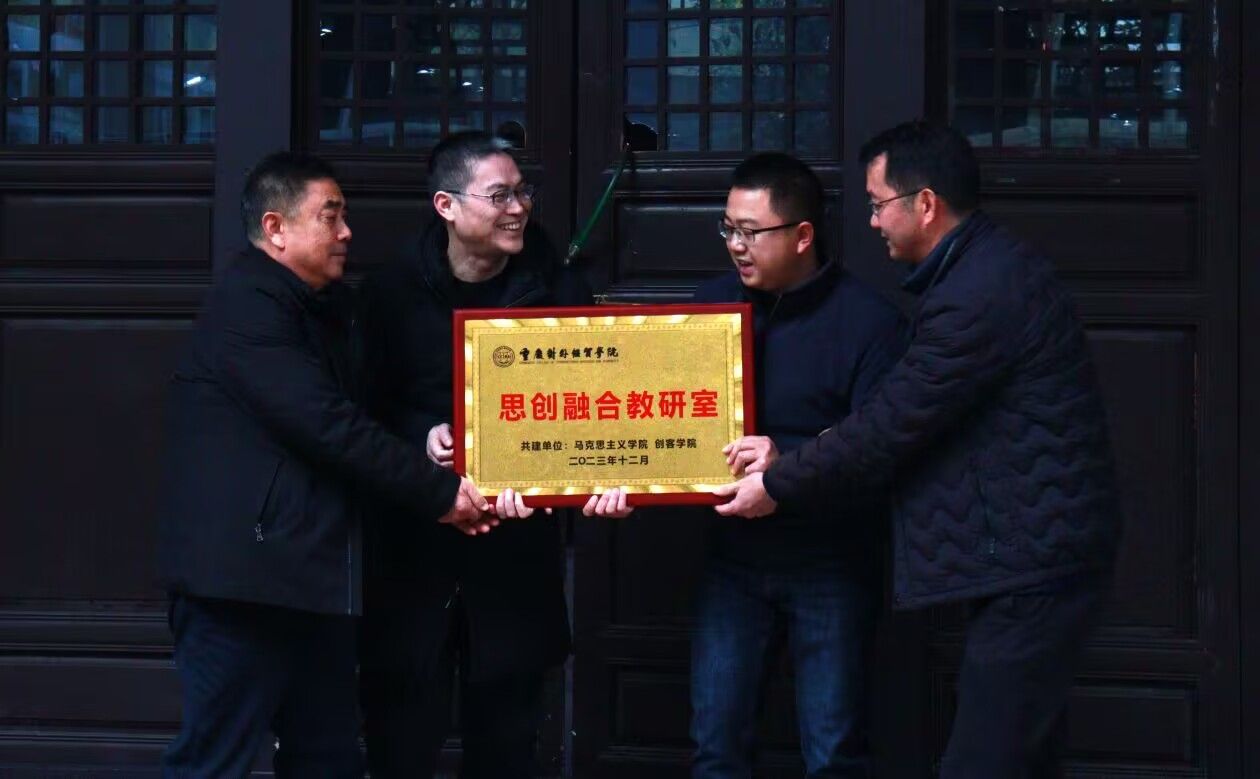 重庆对外经贸学院
思创融合教研室
共建单位：马克思主义学院 创客学院
二〇二三年十二月